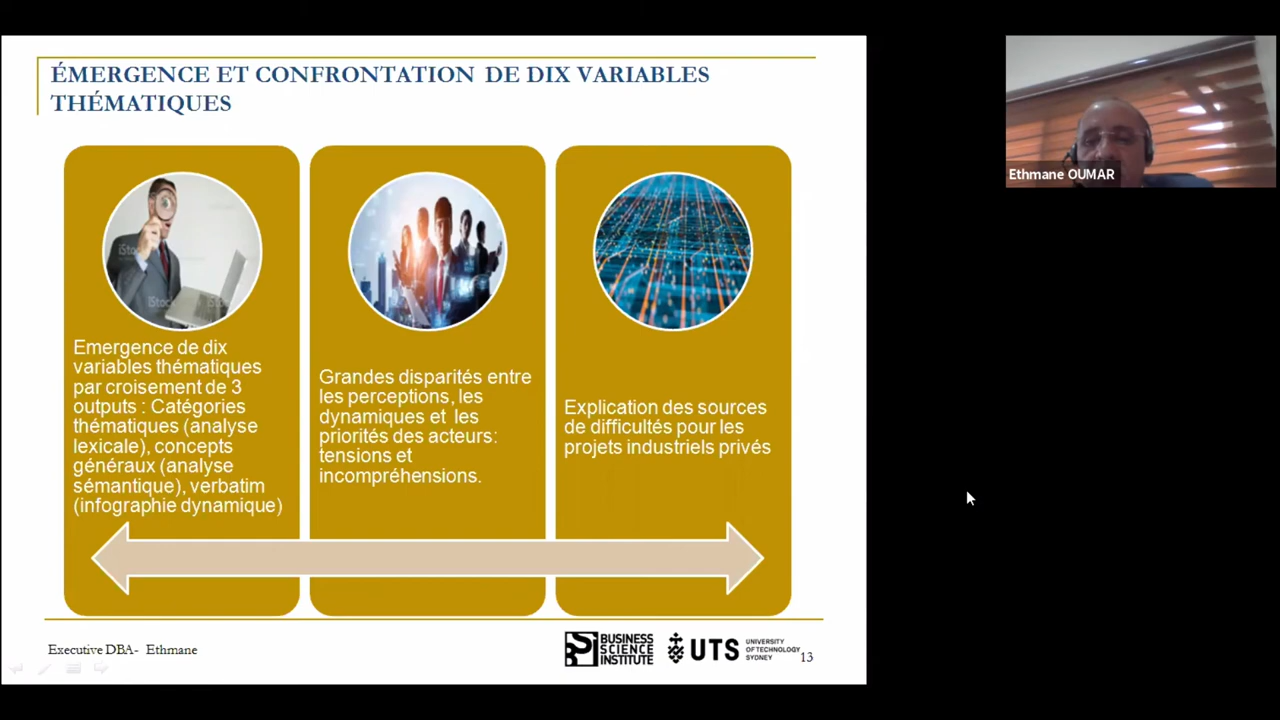 ÉMERGENCE ET CONFRONTATION DE DIX VARIABLES
THÉMATIQUES
Ethmane OUMAR
iStock
iStock
Emergence de dix
variables thématiques
par croisement de 3
outputs : Catégories
thématiques (analyse
lexicale), concepts
généraux (analyse
sémantique), verbatim
(infographie dynamique)
Grandes disparités entre
les perceptions, les
dynamiques et les
priorités des acteurs:
tensions et
incompréhensions.
Explication des sources
de difficultés pour les
projets industriels privés
Executive DBA- Ethmane
BUSINESS
SCIENCE
INSTITUTE
UTS
UNIVERSITY
OF TECHNOLOGY
SYDNEY
13